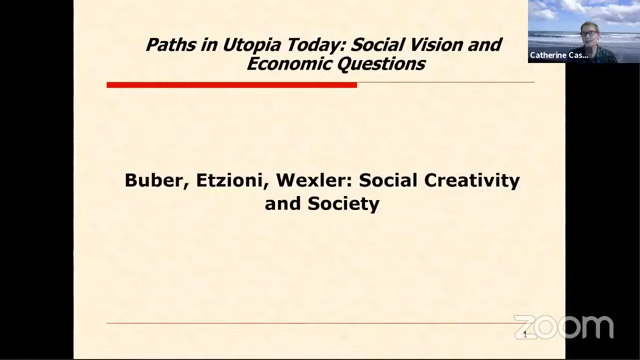 Paths in Utopia Today: Social Vision and
Economic Questions
Catherine Cas...
Buber, Etzioni, Wexler: Social Creativity
and Society
1
zoom